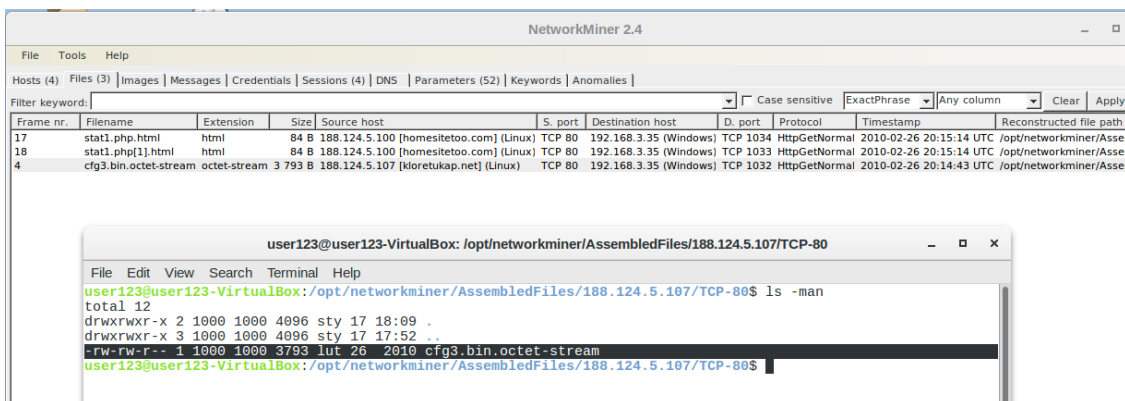 NetworkMiner 2.4
File Tools Help
Hosts (4) Files (3) Images Messages Credentials Sessions (4) DNS Parameters (52) Keywords Anomalies
Filter keyword: Case sensitive ExactPhrase Any column Clear Apply
Frame nr. Filename Extension Size Source host S. port Destination host D. port Protocol Timestamp Reconstructed file path
17 stat1.php.html html 84 B 188.124.5.100 [homesitetoo.com] (Linux) TCP 80 192.168.3.35 (Windows) TCP 1034 HttpGetNormal 2010-02-26 20:15:14 UTC /opt/networkminer/Asse
18 stat1.php[1].html html 84 B 188.124.5.100 [homesitetoo.com] (Linux) TCP 80 192.168.3.35 (Windows) TCP 1033 HttpGetNormal 2010-02-26 20:15:14 UTC /opt/networkminer/Asse
4 cfg3.bin.octet-stream octet-stream 3 793 B 188.124.5.107 [kloretukap.net] (Linux) TCP 80 192.168.3.35 (Windows) TCP 1032 HttpGetNormal 2010-02-26 20:14:43 UTC /opt/networkminer/Asse
user123@user123-VirtualBox: /opt/networkminer/AssembledFiles/188.124.5.107/TCP-80
File Edit View Search Terminal Help
user123@user123-VirtualBox:/opt/networkminer/AssembledFiles/188.124.5.107/TCP-80$ ls -man
total 12
drwxrwxr-x 2 1000 1000 4096 sty 17 18:09 .
drwxrwxr-x 3 1000 1000 4096 sty 17 17:52 ..
-rw-rw-r-- 1 1000 1000 3793 lut 26  2010 cfg3.bin.octet-stream
user123@user123-VirtualBox:/opt/networkminer/AssembledFiles/188.124.5.107/TCP-80$